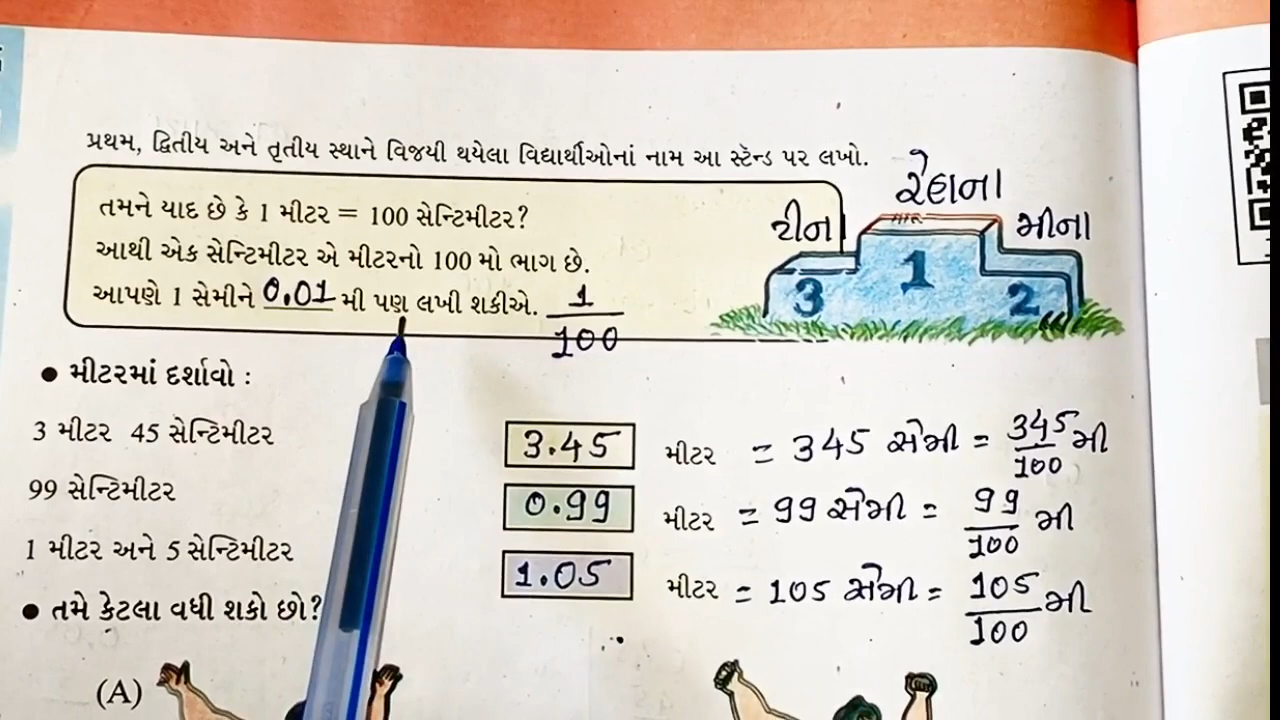 પ્રથમ, દ્વિતીય અને તૃતીય સ્થાને વિજયી થયેલા વિદ્યાર્થીઓનાં નામ આ સ્ટૅન્ડ પર લખો.
તમને યાદ છે કે 1 મીટર = 100 સેન્ટિમીટર?
આથી એક સેન્ટિમીટર એ મીટરનો 100 મો ભાગ છે.
આપણે 1 સેમીને 0.01 મી પણ લખી શકીએ. 1/100
રેહાના
ટીના
મીના
1
3
2
● મીટરમાં દર્શાવો :
3 મીટર 45 સેન્ટિમીટર 3.45 મીટર = 345 સેમી = 345/100 મી
99 સેન્ટિમીટર 0.99 મીટર = 99 સેમી = 99/100 મી
1 મીટર અને 5 સેન્ટિમીટર 1.05 મીટર = 105 સેમી = 105/100 મી
● તમે કેટલા વધી શકો છો?
(A)